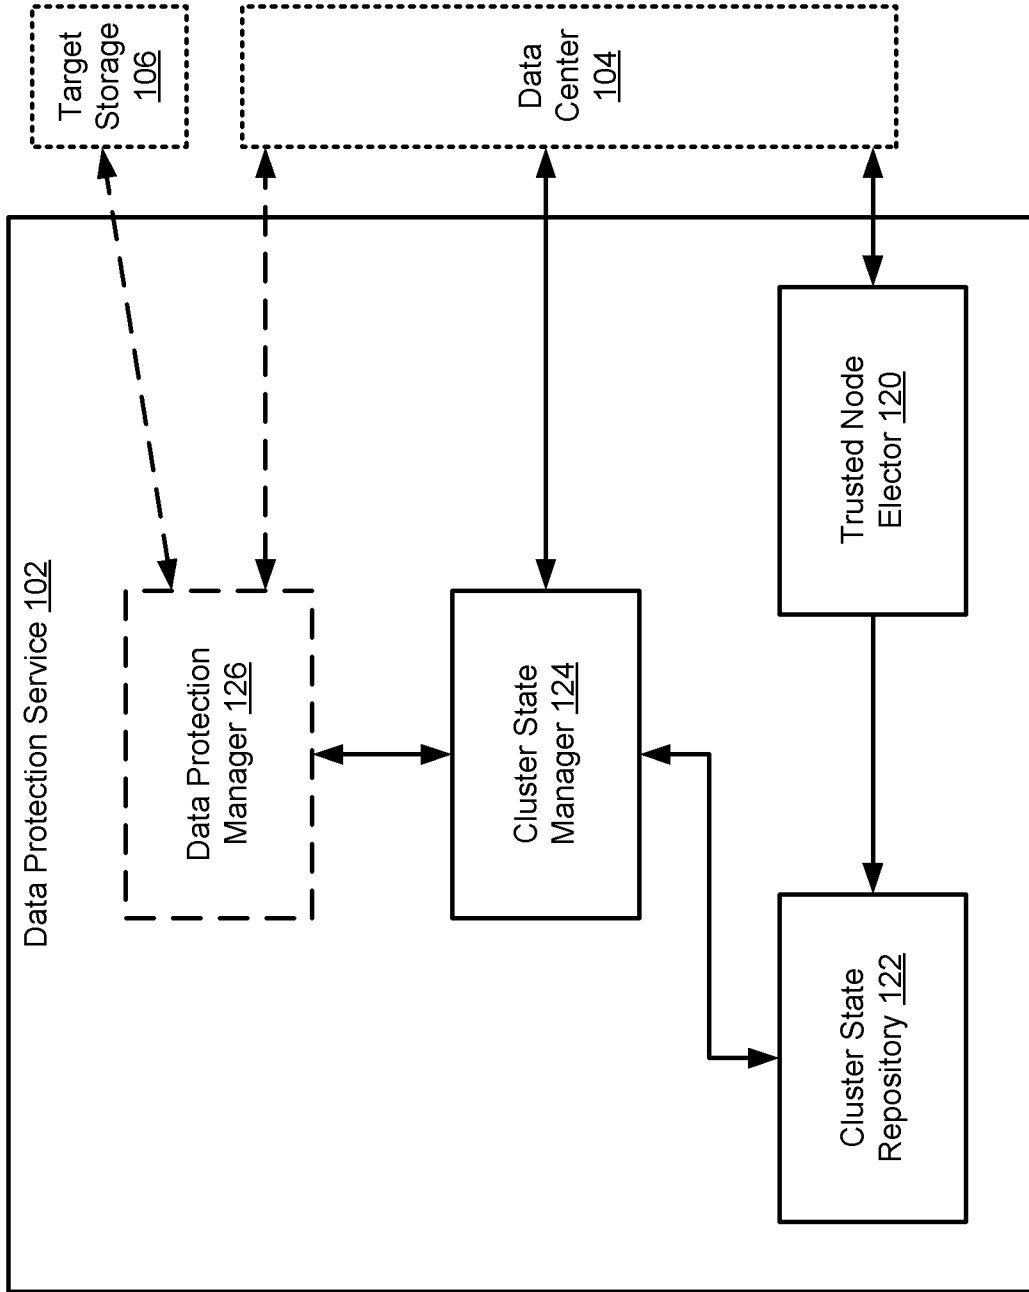 Data Protection Service 102
Data Protection
Manager 126
Cluster State
Manager 124
Cluster State
Repository 122
Trusted Node
Elector 120
Target
Storage
106
Data
Center
104